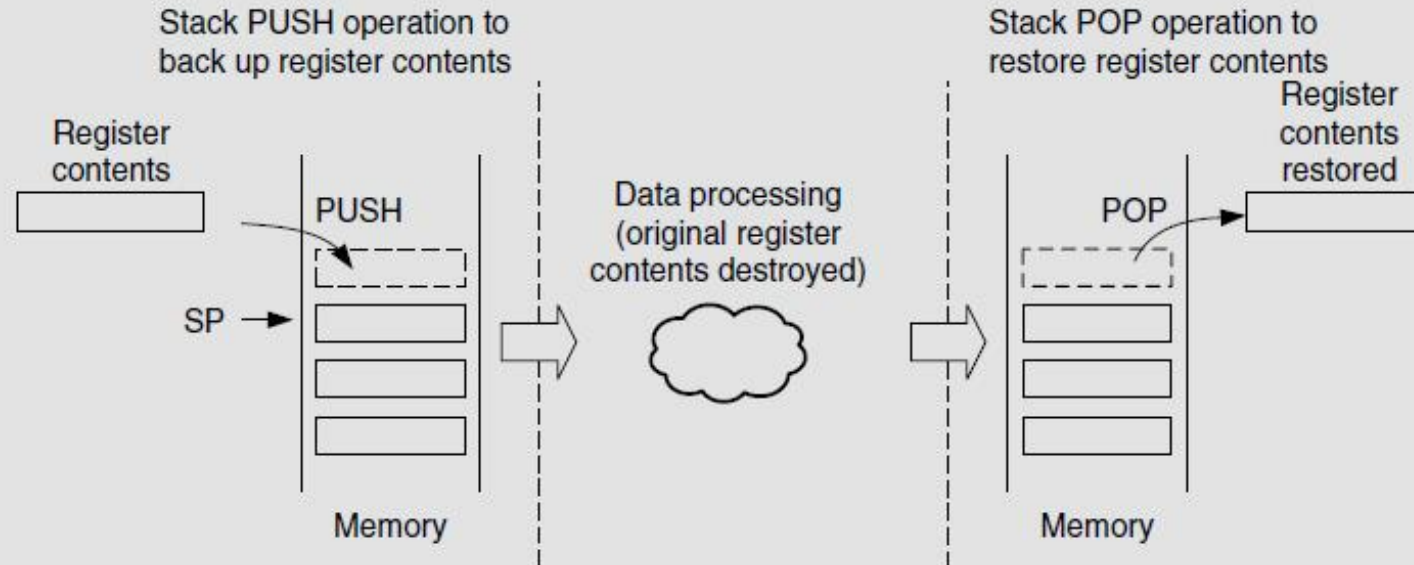 Stack PUSH operation to
back up register contents
Register
contents
PUSH
SP
Memory
Data processing
(original register
contents destroyed)
Stack POP operation to
restore register contents
Register
contents
restored
POP
Memory